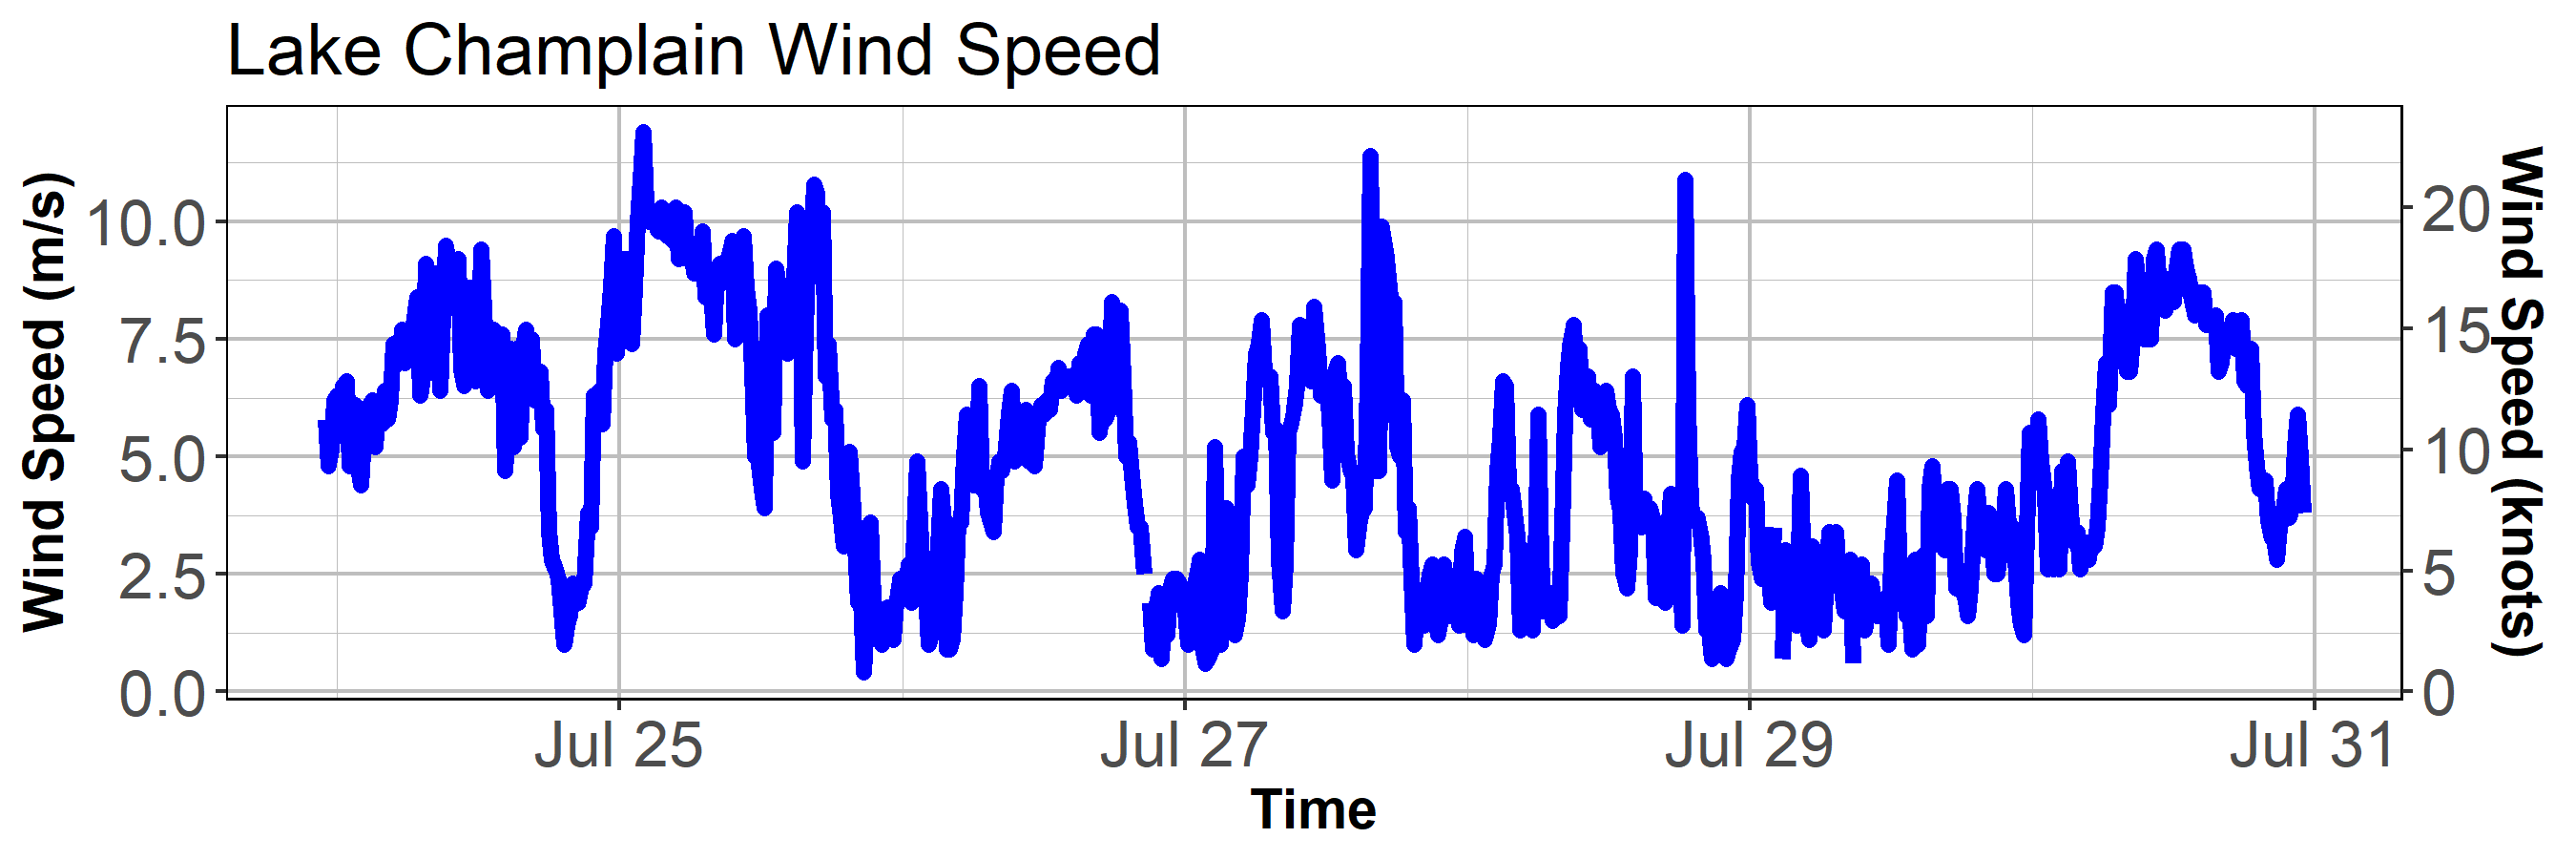 Lake Champlain Wind Speed
Wind Speed (m/s)
10.0
7.5
5.0
2.5
0.0
20
15
10
5
0
Wind Speed (knots)
Jul 25 Jul 27 Jul 29 Jul 31
Time